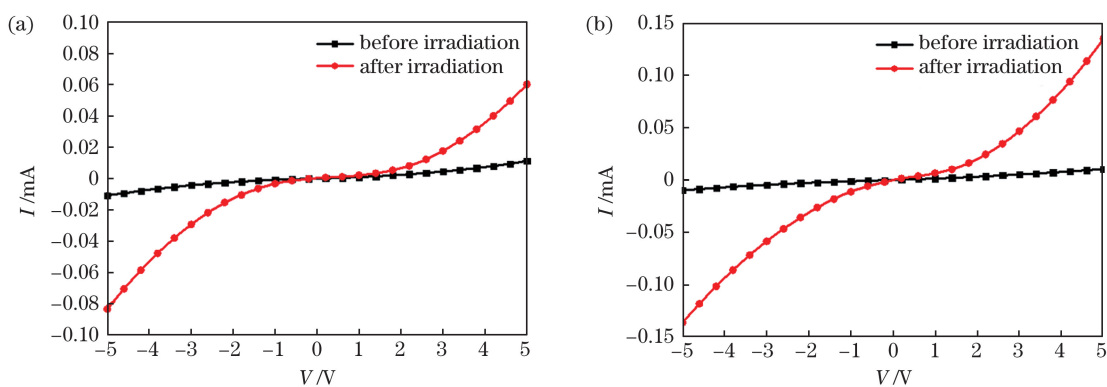 (a)
0.10
0.08
0.06
0.04
0.02
0
−0.02
−0.04
−0.06
−0.08
−0.10
I /mA
before irradiation
after irradiation
−5 −4 −3 −2 −1 0 1 2 3 4 5
V /V
(b)
0.15
0.10
0.05
0
−0.05
−0.10
−0.15
I /mA
before irradiation
after irradiation
−5 −4 −3 −2 −1 0 1 2 3 4 5
V /V